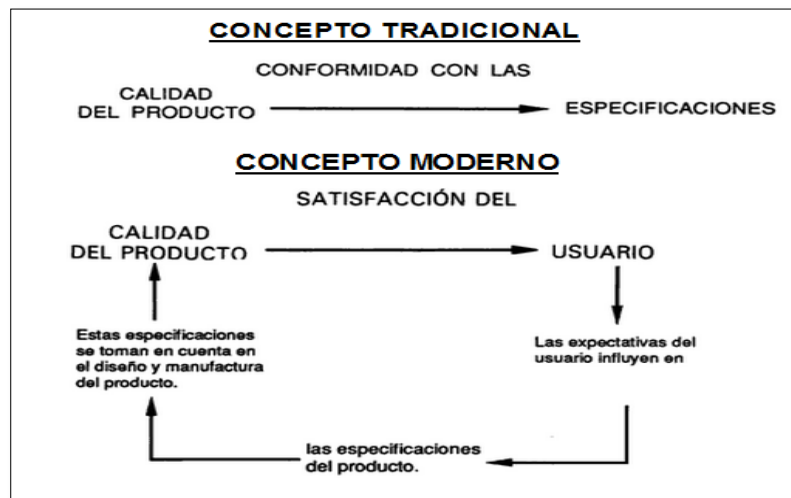 CONCEPTO TRADICIONAL
CONFORMIDAD CON LAS
CALIDAD
DEL PRODUCTO
ESPECIFICACIONES
CONCEPTO MODERNO
SATISFACCIÓN DEL
CALIDAD
DEL PRODUCTO
USUARIO
Estas especificaciones
se toman en cuenta en
el diseño y manufactura
del producto.
Las expectativas del
usuario influyen en
las especificaciones
del producto.